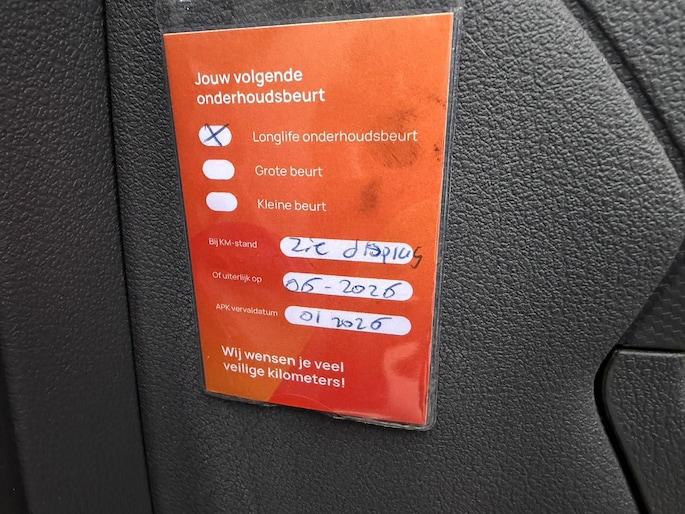 Jouw volgende
onderhoudsbeurt
Longlife onderhoudsbeurt
Grote beurt
Kleine beurt
Bij KM-stand zie display
Of uiterlijk op 06-2026
APK vervaldatum 01 2026
Wij wensen je veel
veilige kilometers!